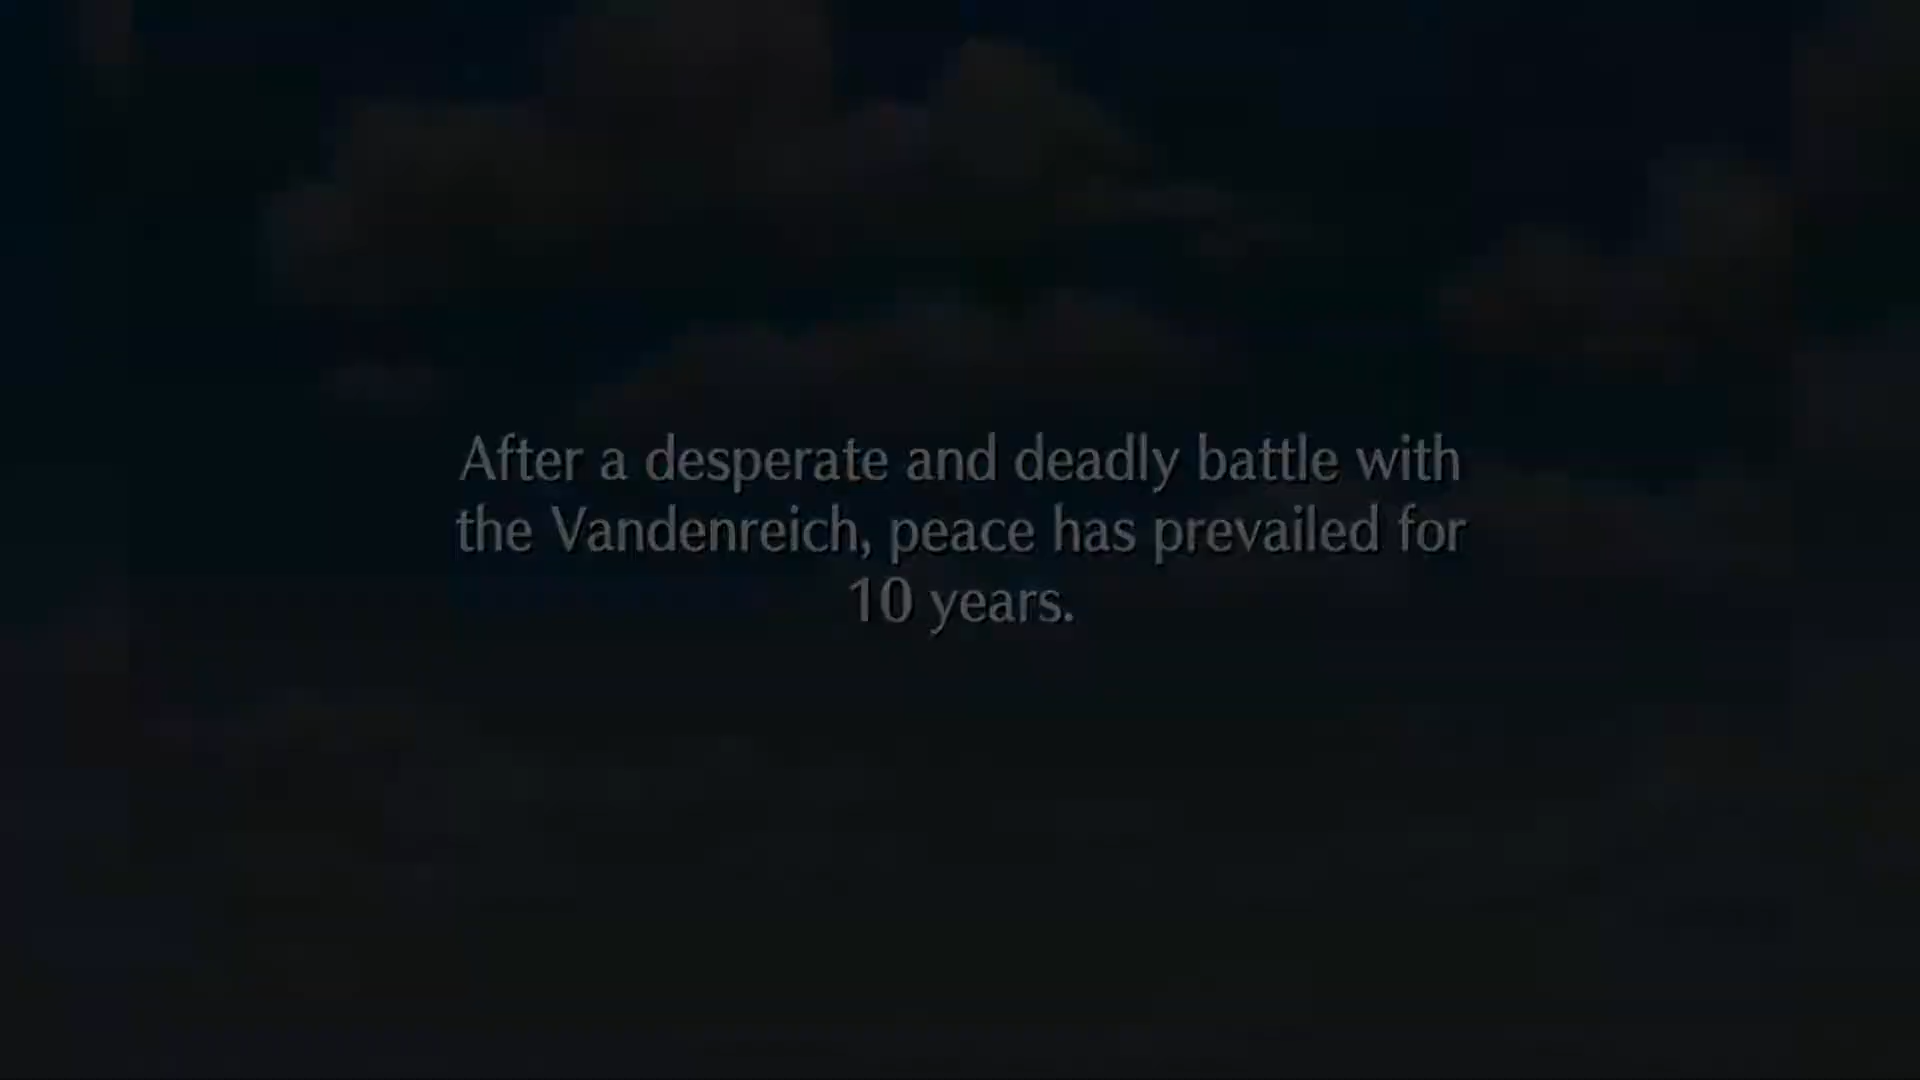 After a desperate and deadly battle with
the Vandenreich, peace has prevailed for
10 years.